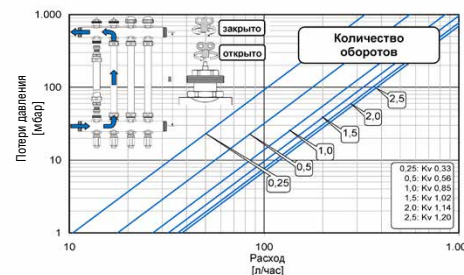 закрыто
открыто
Количество
оборотов
Потери давления
[мбар]
1.000
100
10
1
2,5
2,0
1,5
1,0
0,5
0,25
0,25: Kv 0.33
0,5: Kv 0.56
1,0: Kv 0,85
1,5: Kv 1,02
2,0: Kv 1,14
2,5: Kv 1,20
10
100
1.00
Расход
[л/час]